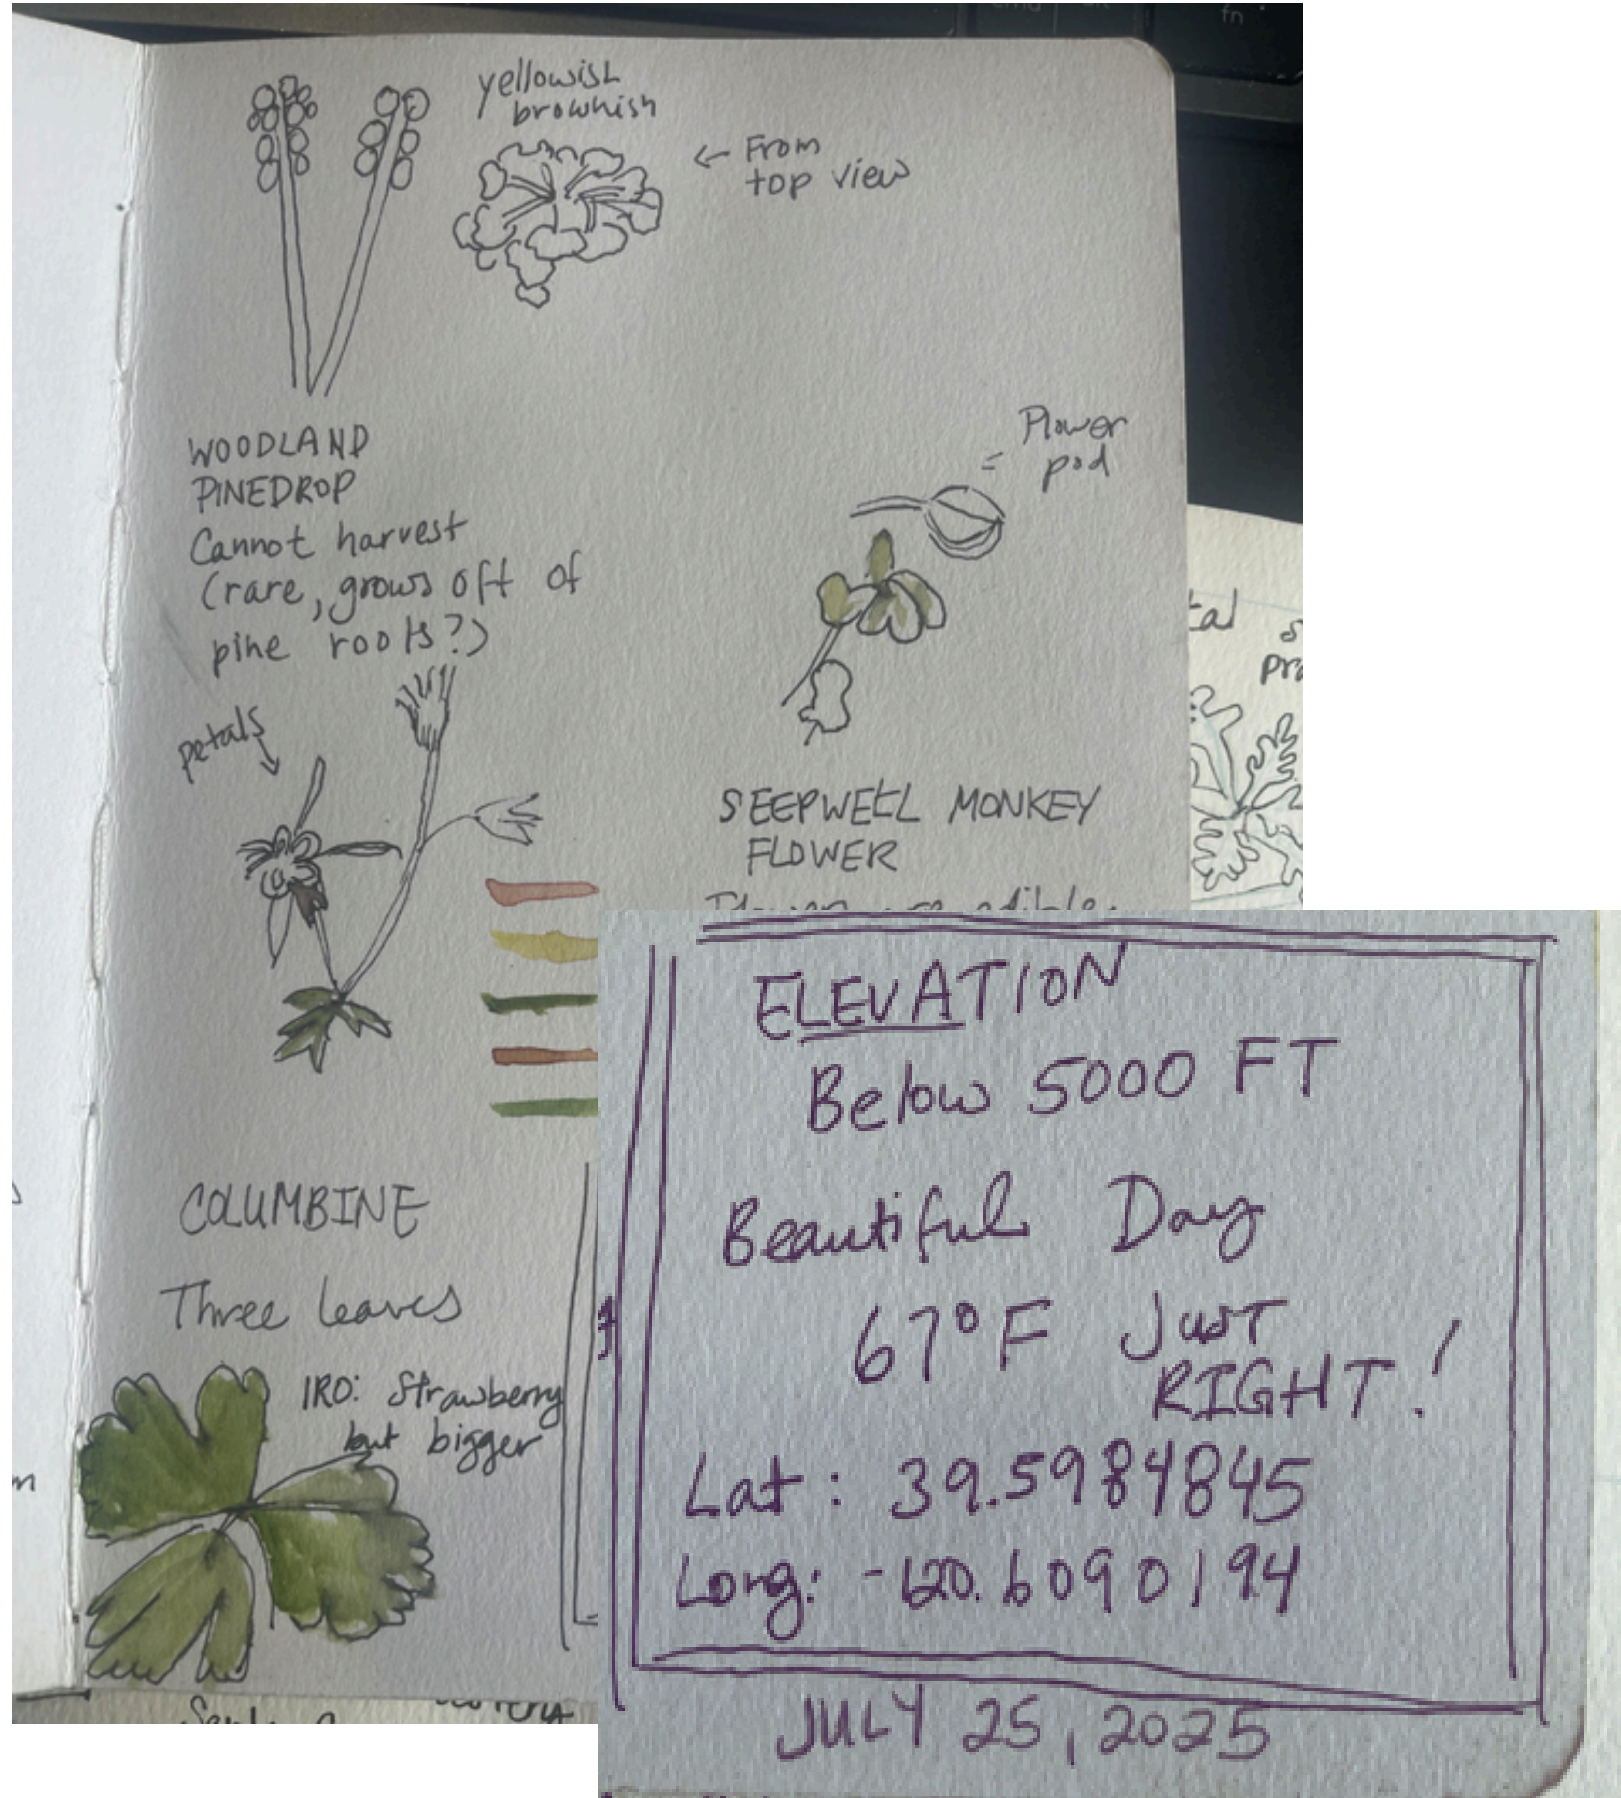 yellowish
brownish
← From
top view
WOODLAND
PINEDROP
Cannot harvest
(rare, grows off of
pine roots?)
= Flower
pod
petals
SEEPWELL MONKEY
FLOWER
COLUMBINE
Three leaves
IRO: Strawberry
but bigger
ELEVATION
Below 5000 FT
Beautiful Day
67°F JUST
RIGHT!
Lat: 39.5984845
Long: -120.6090194
JULY 25, 2025
fn